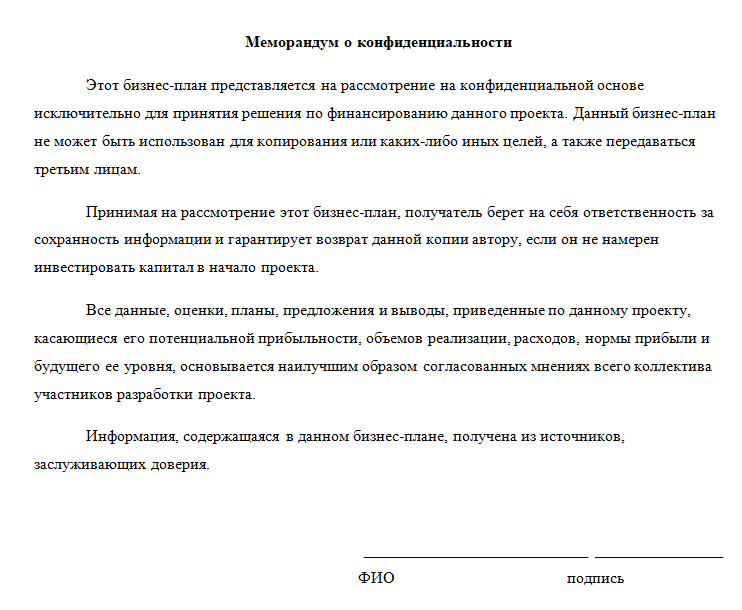 Меморандум о конфиденциальности
Этот бизнес-план представляется на рассмотрение на конфиденциальной основе
исключительно для принятия решения по финансированию данного проекта. Данный бизнес-план
не может быть использован для копирования или каких-либо иных целей, а также передаваться
третьим лицам.
Принимая на рассмотрение этот бизнес-план, получатель берет на себя ответственность за
сохранность информации и гарантирует возврат данной копии автору, если он не намерен
инвестировать капитал в начало проекта.
Все данные, оценки, планы, предложения и выводы, приведенные по данному проекту,
касающиеся его потенциальной прибыльности, объемов реализации, расходов, нормы прибыли и
будущего ее уровня, основывается наилучшим образом согласованных мнениях всего коллектива
участников разработки проекта.
Информация, содержащаяся в данном бизнес-плане, получена из источников,
заслуживающих доверия.
ФИО подпись